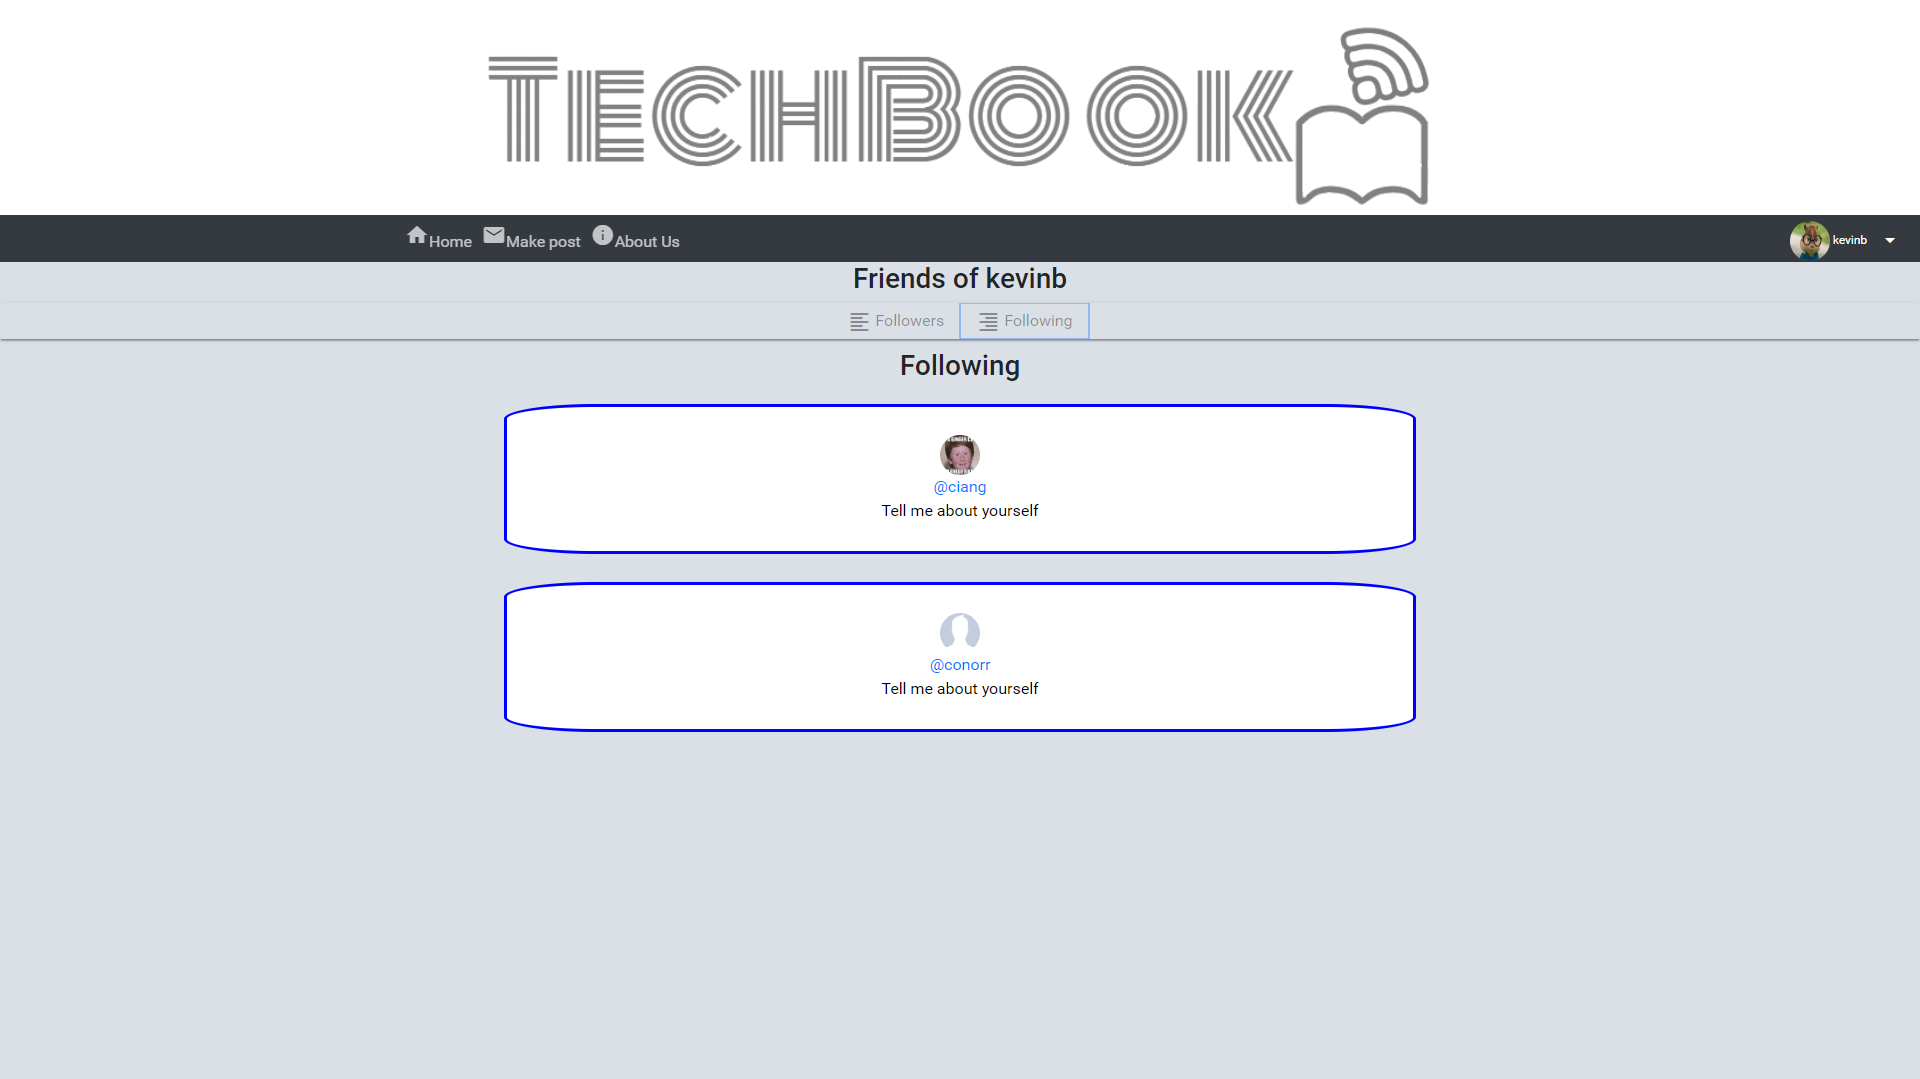 TECHBOOK
Home Make post About Us kevinb
Friends of kevinb
Followers Following
Following
@ciang
Tell me about yourself
@conorr
Tell me about yourself